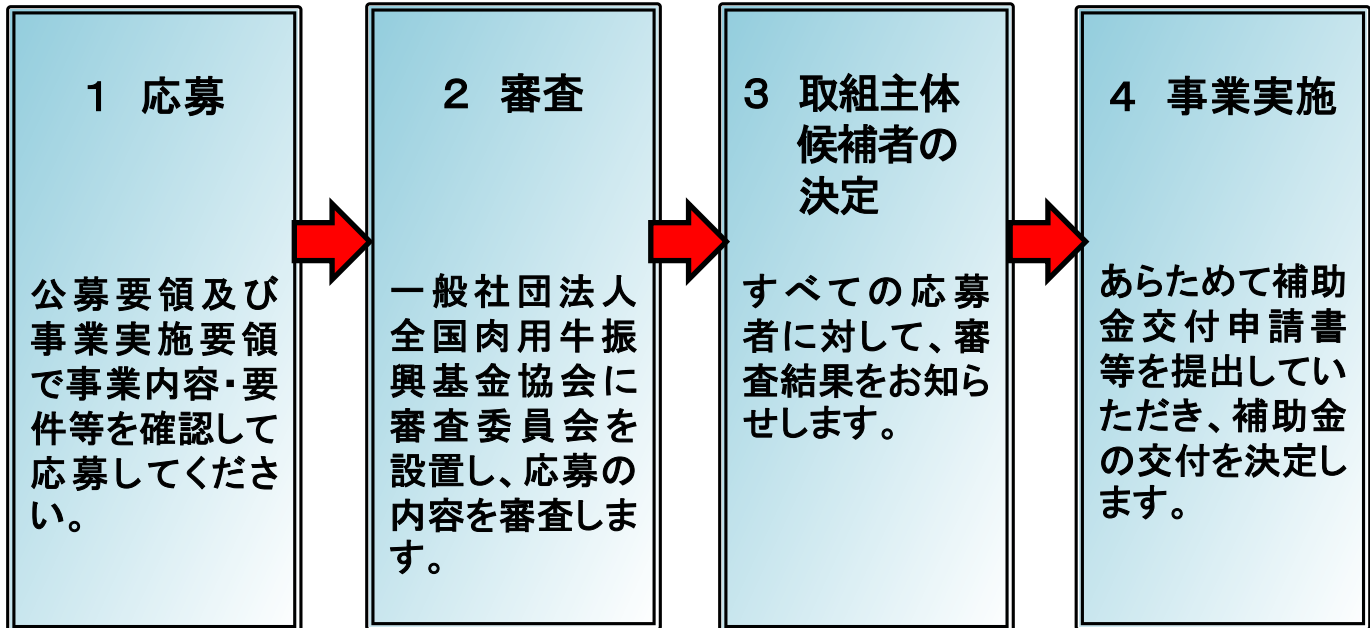 1 応募
公募要領及び
事業実施要領
で事業内容・要
件等を確認して
応募してくださ
い。
2 審査
一般社団法人
全国肉用牛振
興基金協会に
審査委員会を
設置し、応募の
内容を審査しま
す。
3 取組主体
候補者の
決定
すべての応募
者に対して、審
査結果をお知ら
せします。
4 事業実施
あらためて補助
金交付申請書
等を提出してい
ただき、補助金
の交付を決定し
ます。